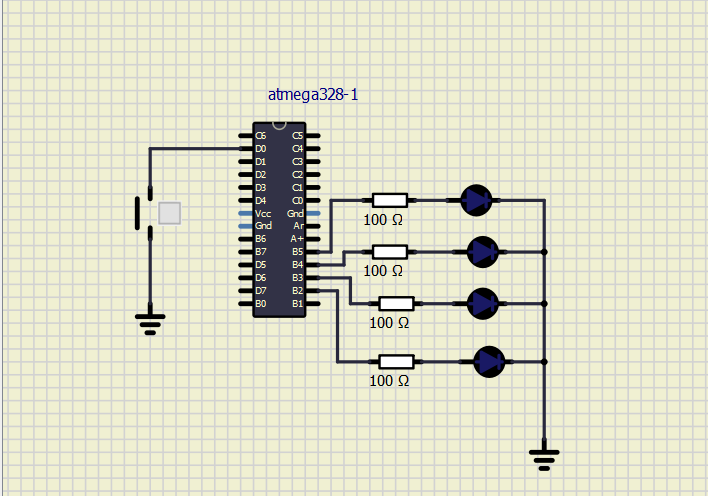 atmega328-1
C6 C5
D0 C4
D1 C3
D2 C2
D3 C1
D4 C0
Vcc Gnd
Gnd Ar
B6 A+
B7 B5
D5 B4
D6 B3
D7 B2
B0 B1
100 Ω
100 Ω
100 Ω
100 Ω